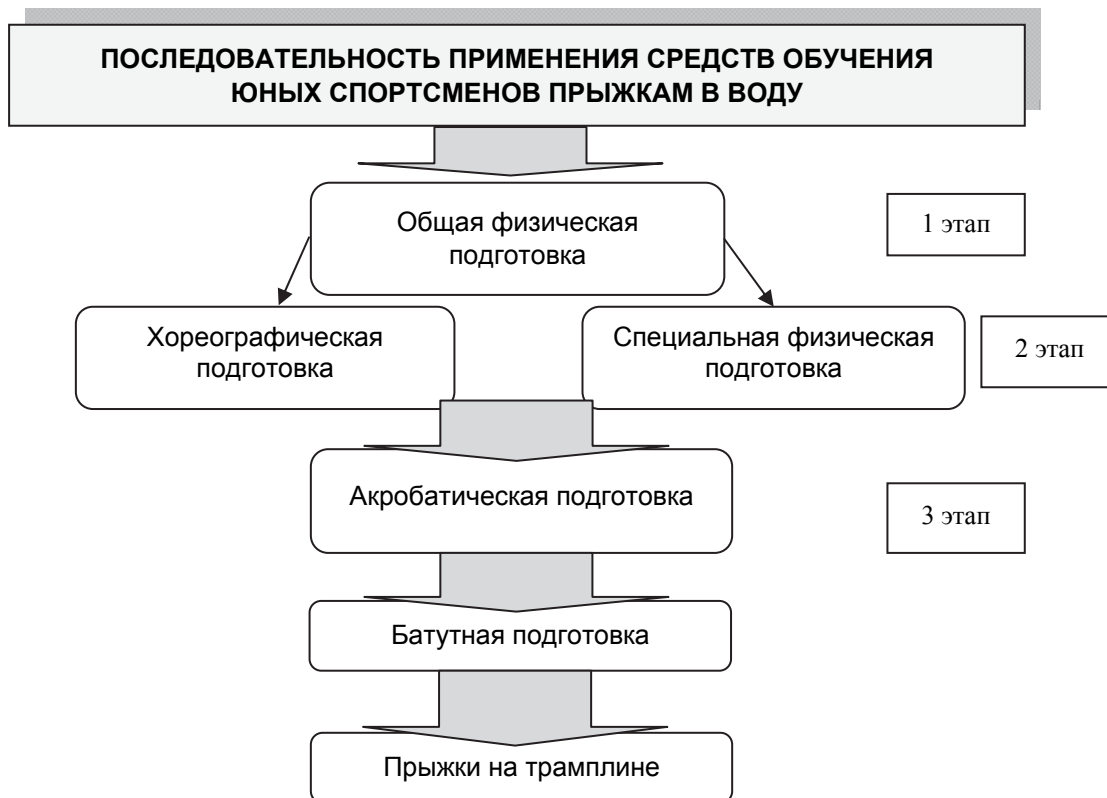 ПОСЛЕДОВАТЕЛЬНОСТЬ ПРИМЕНЕНИЯ СРЕДСТВ ОБУЧЕНИЯ
ЮНЫХ СПОРТСМЕНОВ ПРЫЖКАМ В ВОДУ
Общая физическая
подготовка
1 этап
Хореографическая
подготовка
Специальная физическая
подготовка
2 этап
Акробатическая подготовка
3 этап
Батутная подготовка
Прыжки на трамплине